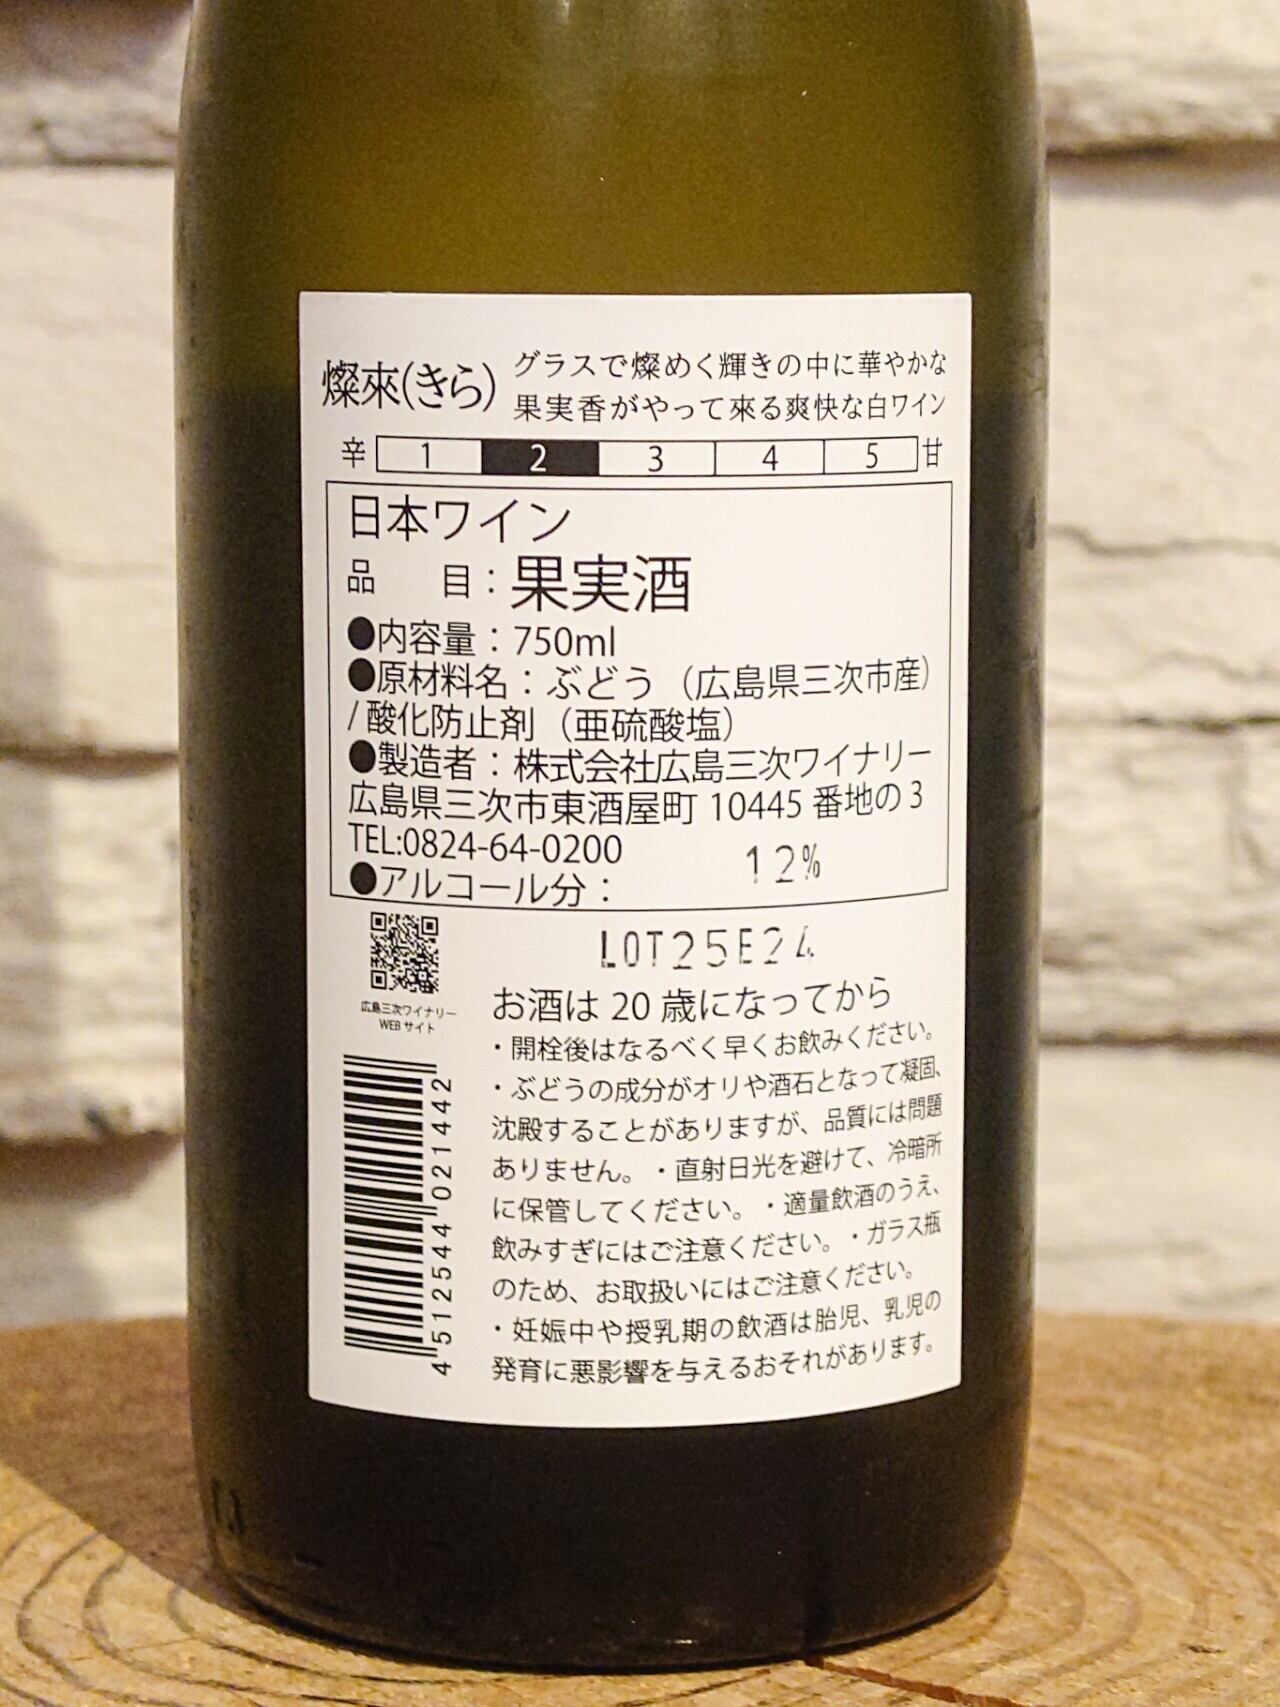 燦來(きら)
グラスで燦めく輝きの中に華やかな
果実香がやって來る爽快な白ワイン
辛 1 2 3 4 5 甘
日本ワイン
品 目：果実酒
●内容量：750ml
●原材料名：ぶどう（広島県三次市産）
/ 酸化防止剤（亜硫酸塩）
●製造者：株式会社広島三次ワイナリー
広島県三次市東酒屋町 10445 番地の 3
TEL:0824-64-0200
●アルコール分： 12%
LOT25E24
広島三次ワイナリー
WEB サイト
お酒は 20 歳になってから
・開栓後はなるべく早くお飲みください。
・ぶどうの成分がオリや酒石となって凝固、
沈殿することがありますが、品質には問題
ありません。・直射日光を避けて、冷暗所
に保管してください。・適量飲酒のうえ、
飲みすぎにはご注意ください。・ガラス瓶
のため、お取扱いにはご注意ください。
・妊娠中や授乳期の飲酒は胎児、乳児の
発育に悪影響を与えるおそれがあります。
4512544021442